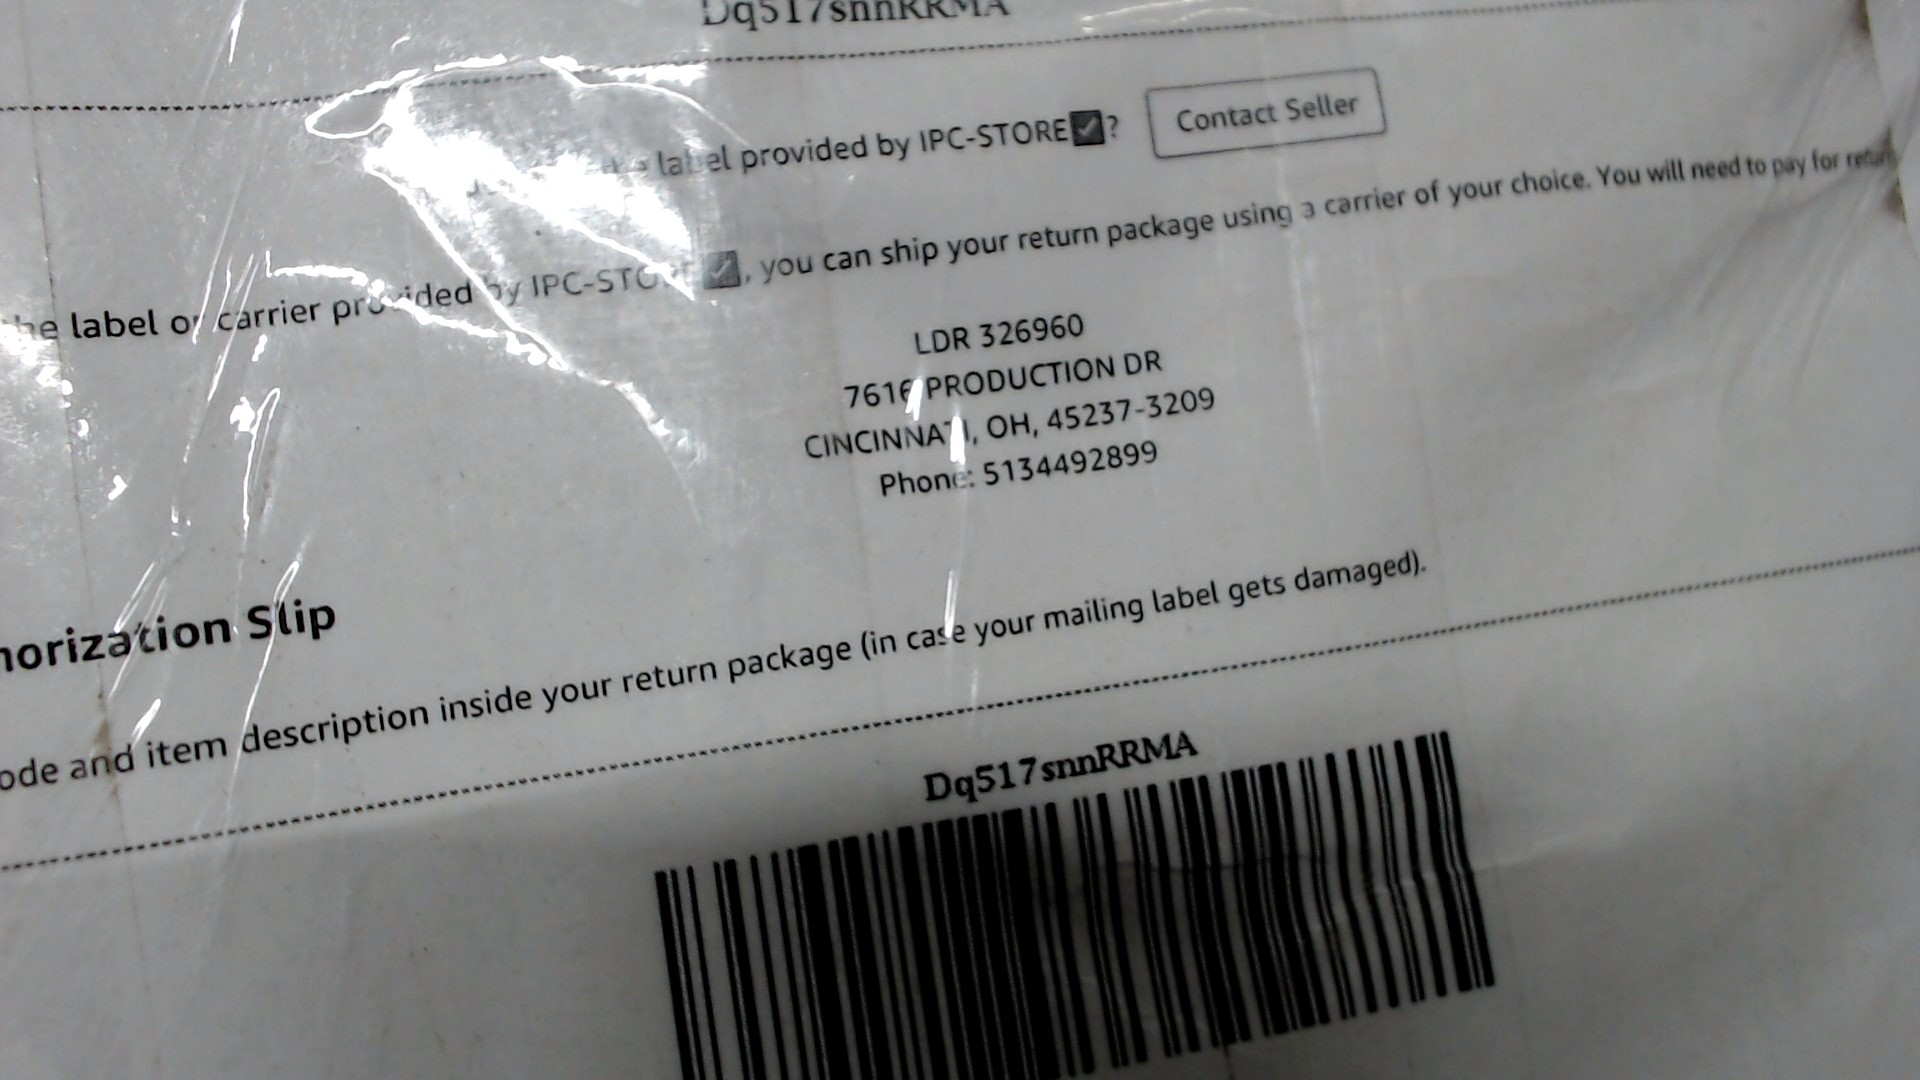 Dq517snnRRMA
label provided by IPC-STORE✅? Contact Seller
he label or carrier provided by IPC-STORE✅, you can ship your return package using a carrier of your choice. You will need to pay for return
LDR 326960
7616 PRODUCTION DR
CINCINNATI, OH, 45237-3209
Phone: 5134492899
horization Slip
ode and item description inside your return package (in case your mailing label gets damaged).
Dq517snnRRMA